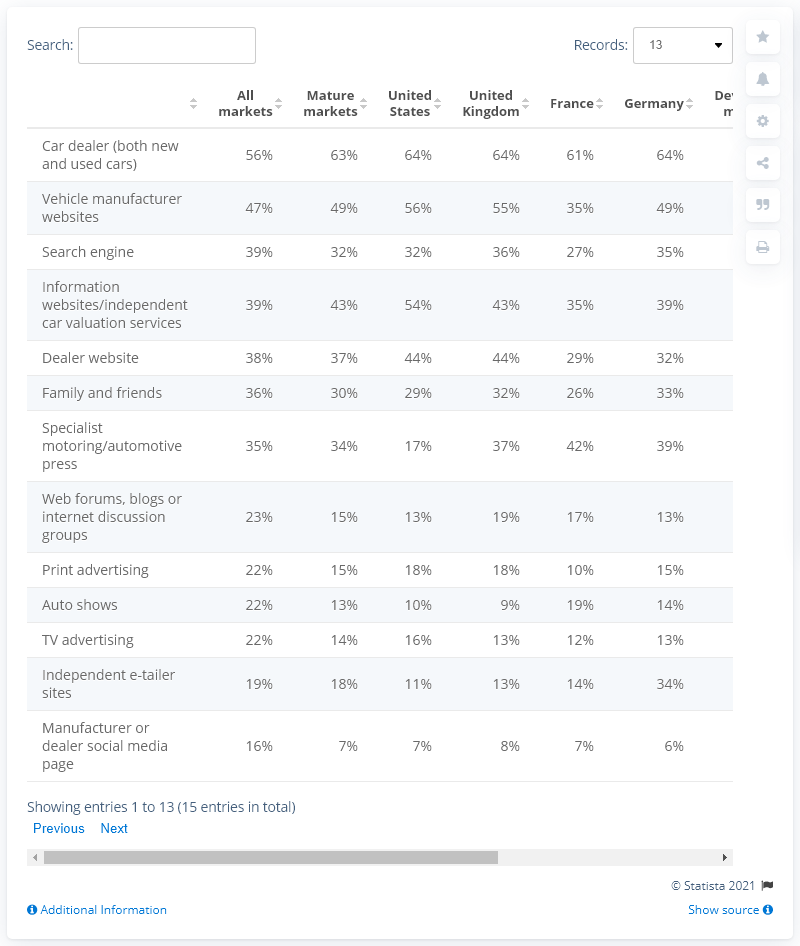 Search:
Records: 13
All markets Mature markets United States United Kingdom France Germany Dev m
Car dealer (both new and used cars) 56% 63% 64% 64% 61% 64%
Vehicle manufacturer websites 47% 49% 56% 55% 35% 49%
Search engine 39% 32% 32% 36% 27% 35%
Information websites/independent car valuation services 39% 43% 54% 43% 35% 39%
Dealer website 38% 37% 44% 44% 29% 32%
Family and friends 36% 30% 29% 32% 26% 33%
Specialist motoring/automotive press 35% 34% 17% 37% 42% 39%
Web forums, blogs or internet discussion groups 23% 15% 13% 19% 17% 13%
Print advertising 22% 15% 18% 18% 10% 15%
Auto shows 22% 13% 10% 9% 19% 14%
TV advertising 22% 14% 16% 13% 12% 13%
Independent e-tailer sites 19% 18% 11% 13% 14% 34%
Manufacturer or dealer social media page 16% 7% 7% 8% 7% 6%
Showing entries 1 to 13 (15 entries in total)
Previous Next
© Statista 2021
Additional Information
Show source